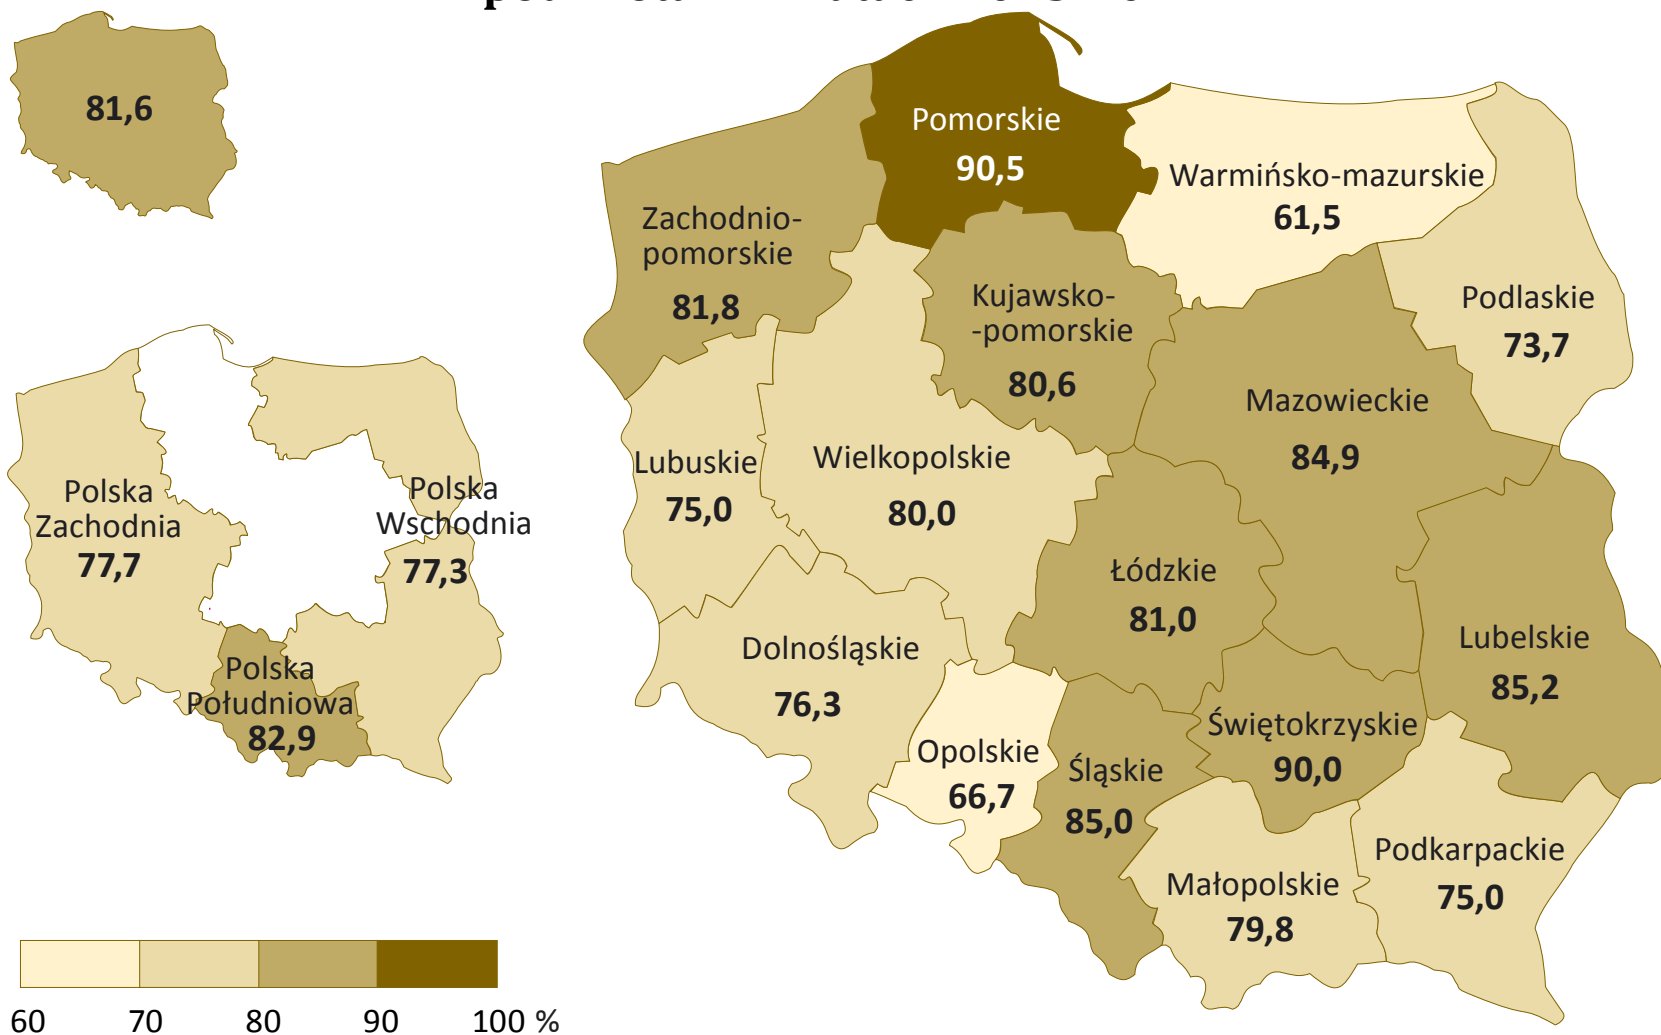 81,6
Pomorskie
90,5
Warmińsko-mazurskie
61,5
Zachodnio-
pomorskie
81,8
Kujawsko-
-pomorskie
80,6
Podlaskie
73,7
Mazowieckie
84,9
Lubuskie
75,0
Wielkopolskie
80,0
Łódzkie
81,0
Lubelskie
85,2
Dolnośląskie
76,3
Opolskie
66,7
Śląskie
85,0
Świętokrzyskie
90,0
Małopolskie
79,8
Podkarpackie
75,0
Polska
Zachodnia
77,7
Polska
Wschodnia
77,3
Polska
Południowa
82,9
60 70 80 90 100 %